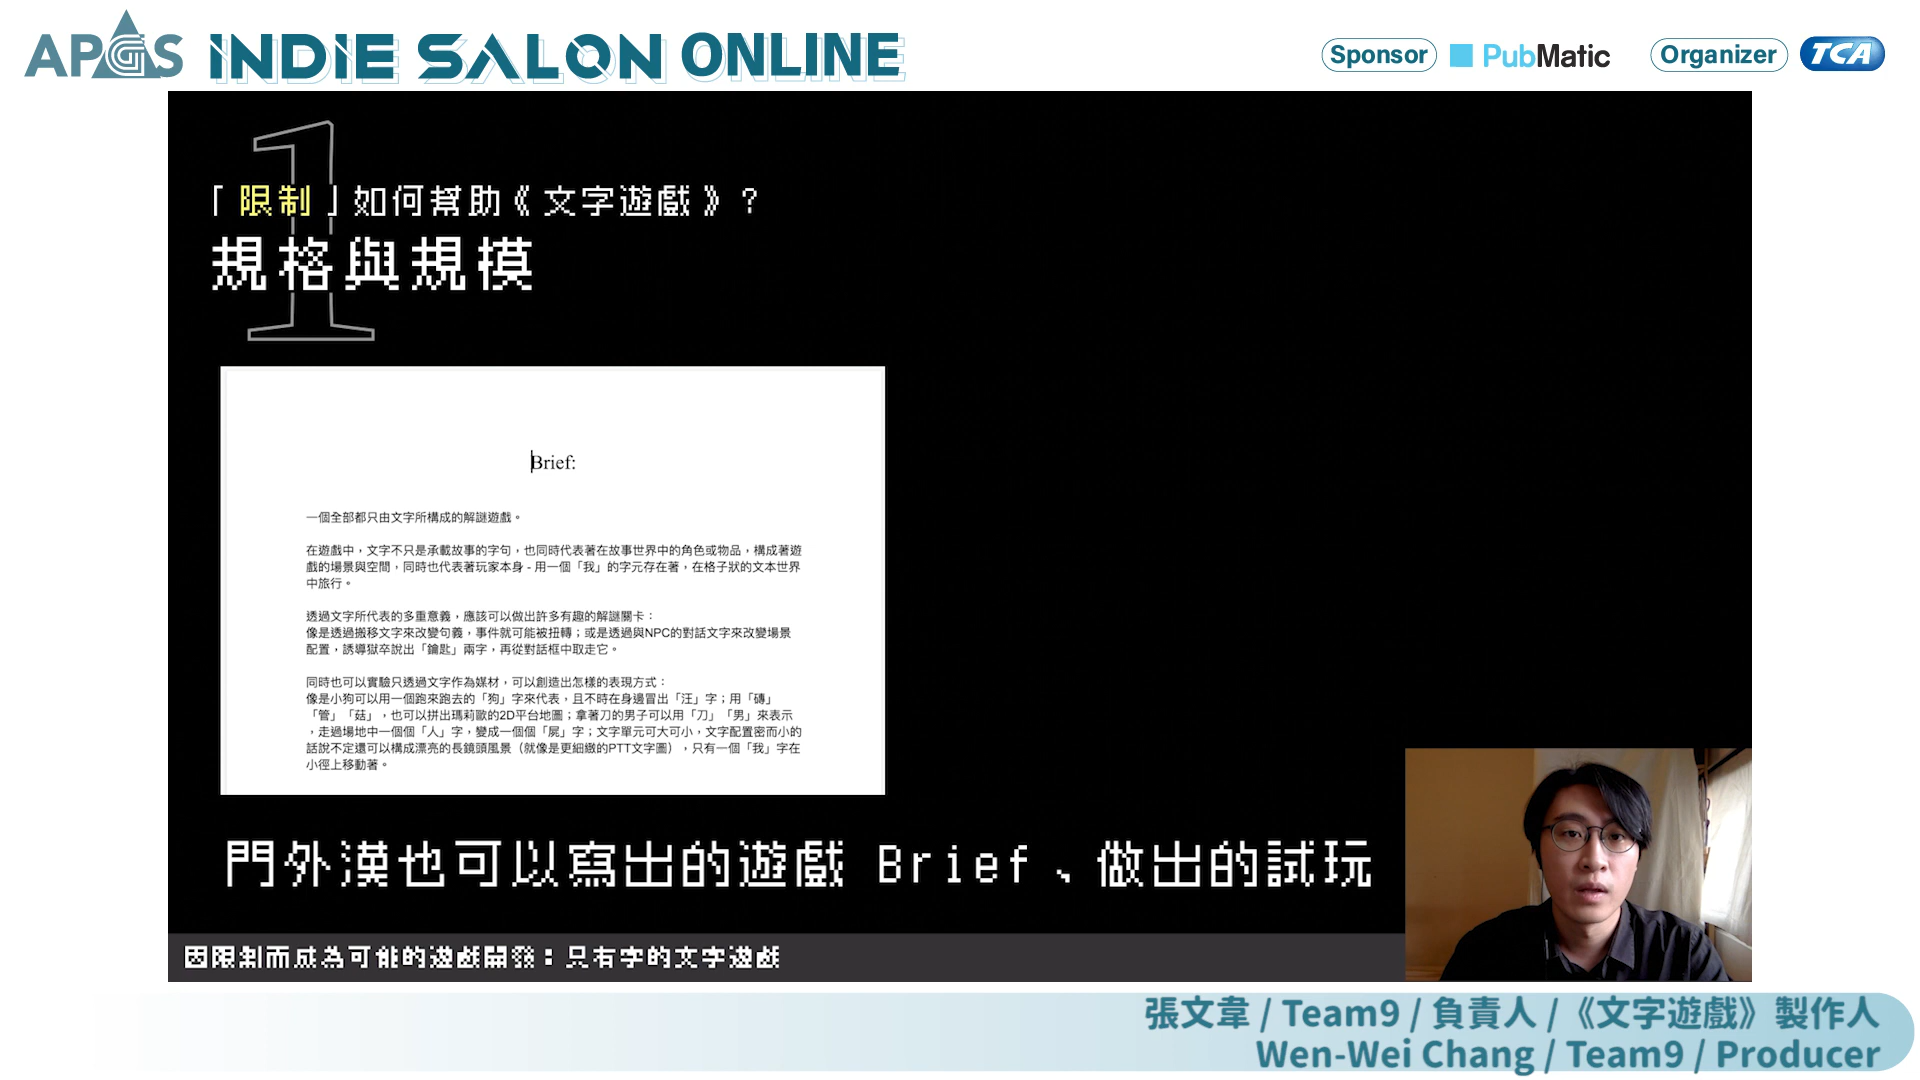 APGS INDIE SALON ONLINE
Sponsor PubMatic Organizer TCA
1
「限制」如何幫助《文字遊戲》?
規格與規模
Brief:
一個全部都只由文字所構成的解謎遊戲。
在遊戲中,文字不只是承載故事的字句,也同時代表著在故事世界中的角色或物品,構成著遊
戲的場景與空間,同時也代表著玩家本身 - 用一個「我」的字元存在著,在格子狀的文本世界
中旅行。
透過文字所代表的多重意義,應該可以做出許多有趣的解謎關卡:
像是透過搬移文字來改變句義,事件就可能被扭轉;或是透過與NPC的對話文字來改變場景
配置,誘導獄卒說出「鑰匙」兩字,再從對話框中取走它。
同時也可以實驗只透過文字作為媒材,可以創造出怎樣的表現方式:
像是小狗可以用一個跑來跑去的「狗」字來代表,且不時在身邊冒出「汪」字;用「磚」
「管」「菇」,也可以拼出瑪莉歐的2D平台地圖;拿著刀的男子可以用「刀」「男」來表示
,走過場地中一個個「人」字,變成一個個「屍」字;文字單元可大可小,文字配置密而小的
話說不定還可以構成漂亮的長鏡頭風景(就像是更細緻的PTT文字圖),只有一個「我」字在
小徑上移動著。
門外漢也可以寫出的遊戲 Brief、做出的試玩
因限制而成為可能的遊戲開發:只有字的文字遊戲
張文韋 / Team9 / 負責人 /《文字遊戲》製作人
Wen-Wei Chang / Team9 / Producer